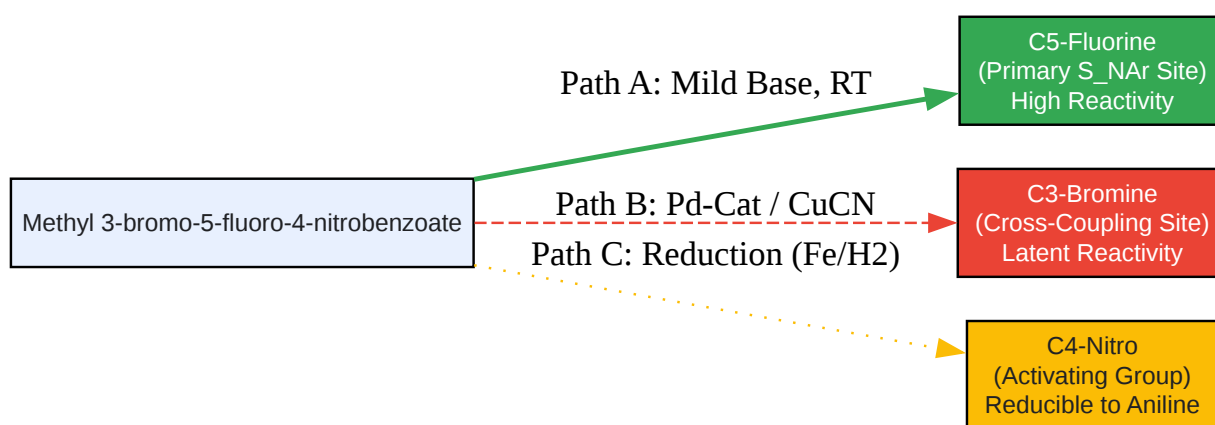 C5-Fluorine
(Primary S_NAr Site)
High Reactivity
Path A: Mild Base, RT
Methyl 3-bromo-5-fluoro-4-nitrobenzoate
Path B: Pd-Cat / CuCN
C3-Bromine
(Cross-Coupling Site)
Latent Reactivity
Path C: Reduction (Fe/H2)
C4-Nitro
(Activating Group)
Reducible to Aniline